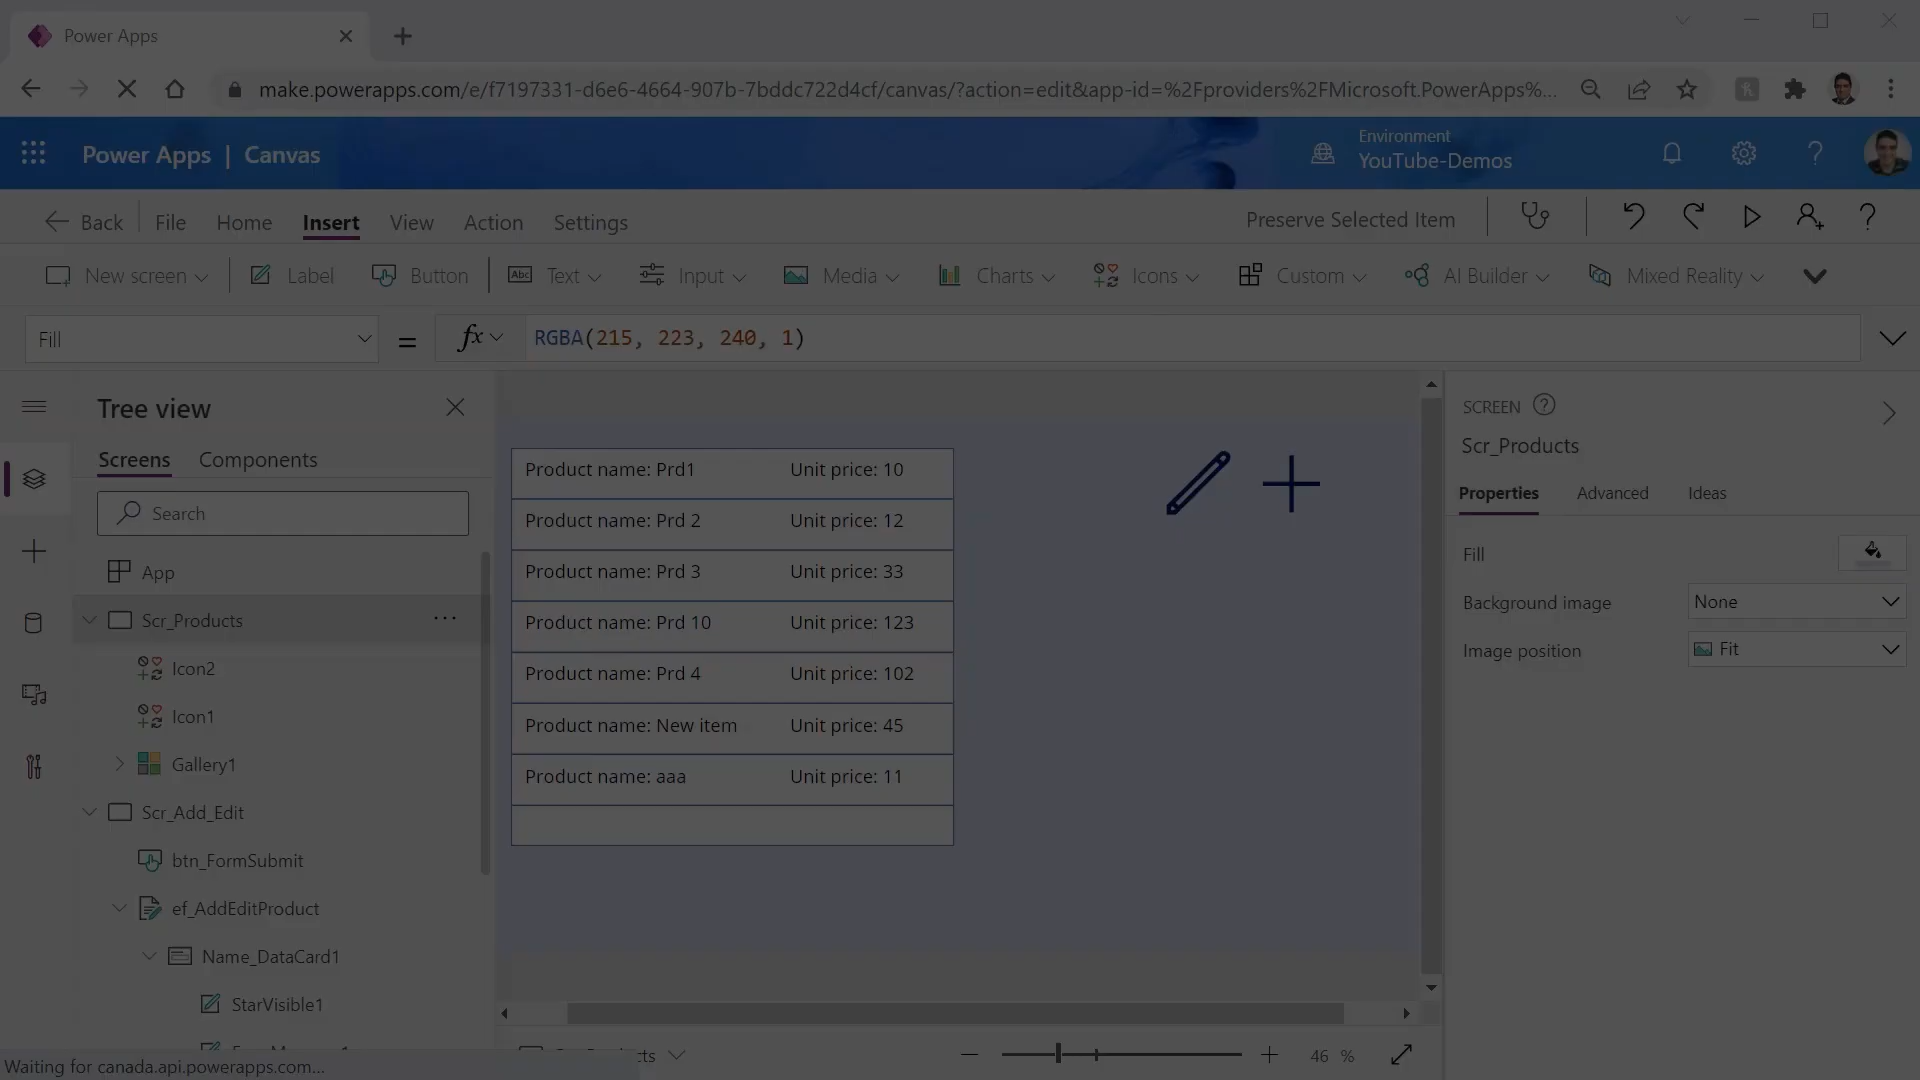 Power Apps
make.powerapps.com/e/f7197331-d6e6-4664-907b-7bddc722d4cf/canvas/?action=edit&app-id=%2Fproviders%2FMicrosoft.PowerApps%...
Power Apps | Canvas
Environment
YouTube-Demos
Back File Home Insert View Action Settings
Preserve Selected Item
New screen Label Button Text Input Media Charts Icons Custom AI Builder Mixed Reality
Fill = fx RGBA(215, 223, 240, 1)
Tree view
Screens Components
Search
App
Scr_Products ...
Icon2
Icon1
Gallery1
Scr_Add_Edit
btn_FormSubmit
ef_AddEditProduct
Name_DataCard1
StarVisible1
Waiting for canada.api.powerapps.com...
Product name: Prd1 Unit price: 10
Product name: Prd 2 Unit price: 12
Product name: Prd 3 Unit price: 33
Product name: Prd 10 Unit price: 123
Product name: Prd 4 Unit price: 102
Product name: New item Unit price: 45
Product name: aaa Unit price: 11
46 %
SCREEN
Scr_Products
Properties Advanced Ideas
Fill
Background image None
Image position Fit